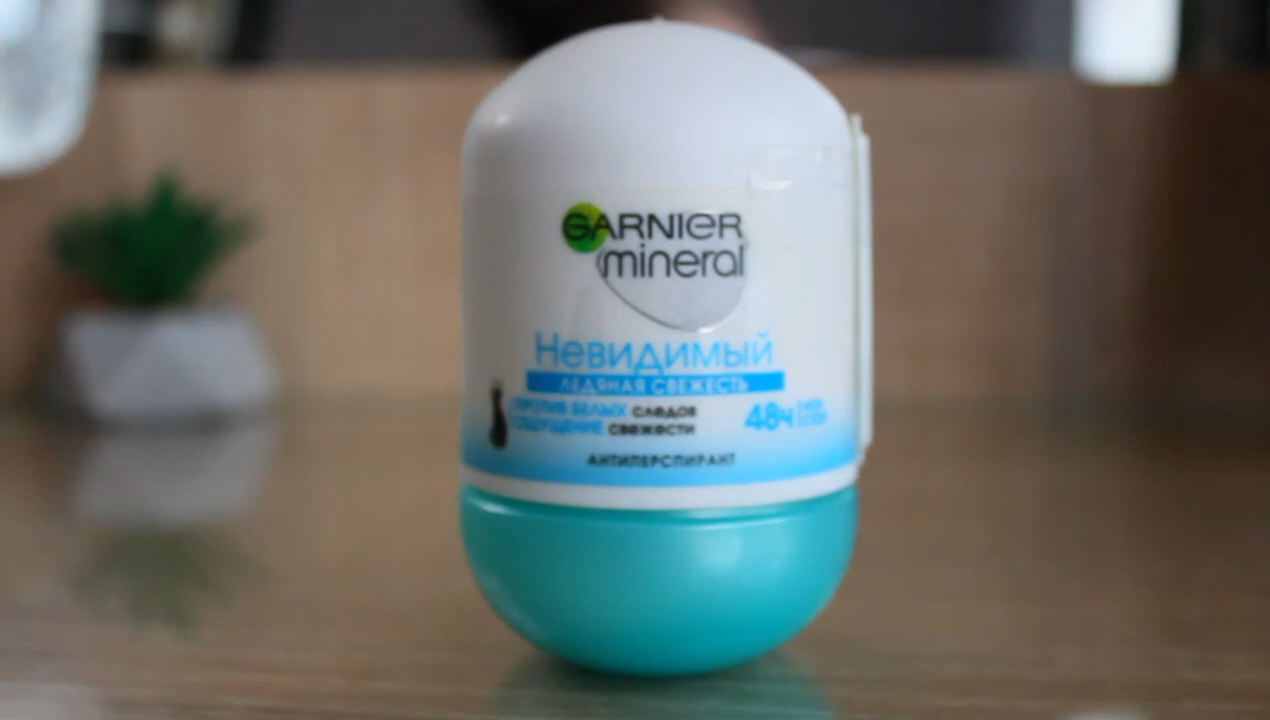 GARNIER
mineral
Невидимый
ЛЕДЯНАЯ СВЕЖЕСТЬ
ПРОТИВ БЕЛЫХ следов
ОЩУЩЕНИЕ свежести
48ч
АНТИПЕРСПИРАНТ